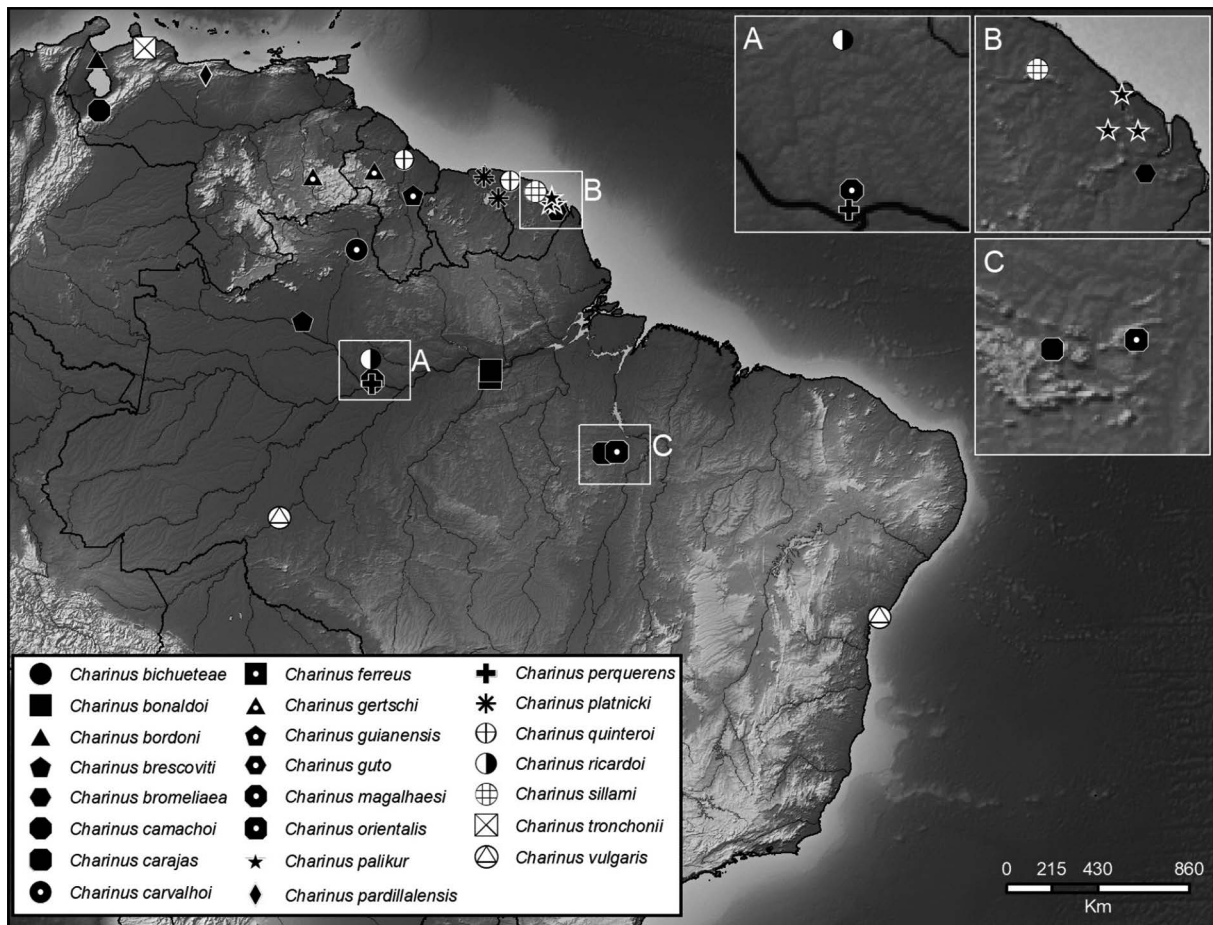 A
B
C
A
B
C
Charinus bichueteae
Charinus bonaldoi
Charinus bordoni
Charinus brescoviti
Charinus bromeliaea
Charinus camachoi
Charinus carajas
Charinus carvalhoi
Charinus ferreus
Charinus gertschi
Charinus guianensis
Charinus guto
Charinus magalhaesi
Charinus orientalis
Charinus palikur
Charinus pardillalensis
Charinus perquerens
Charinus platnicki
Charinus quinteroi
Charinus ricardoi
Charinus sillami
Charinus tronchonii
Charinus vulgaris
0 215 430 860
Km